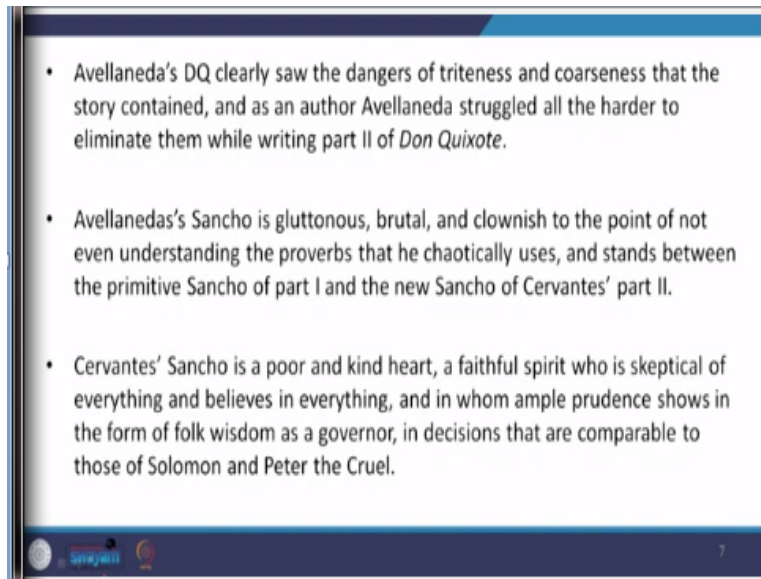 • Avellaneda's DQ clearly saw the dangers of triteness and coarseness that the
story contained, and as an author Avellaneda struggled all the harder to
eliminate them while writing part II of Don Quixote.
• Avellanedas's Sancho is gluttonous, brutal, and clownish to the point of not
even understanding the proverbs that he chaotically uses, and stands between
the primitive Sancho of part I and the new Sancho of Cervantes' part II.
• Cervantes' Sancho is a poor and kind heart, a faithful spirit who is skeptical of
everything and believes in everything, and in whom ample prudence shows in
the form of folk wisdom as a governor, in decisions that are comparable to
those of Solomon and Peter the Cruel.
swayam 7